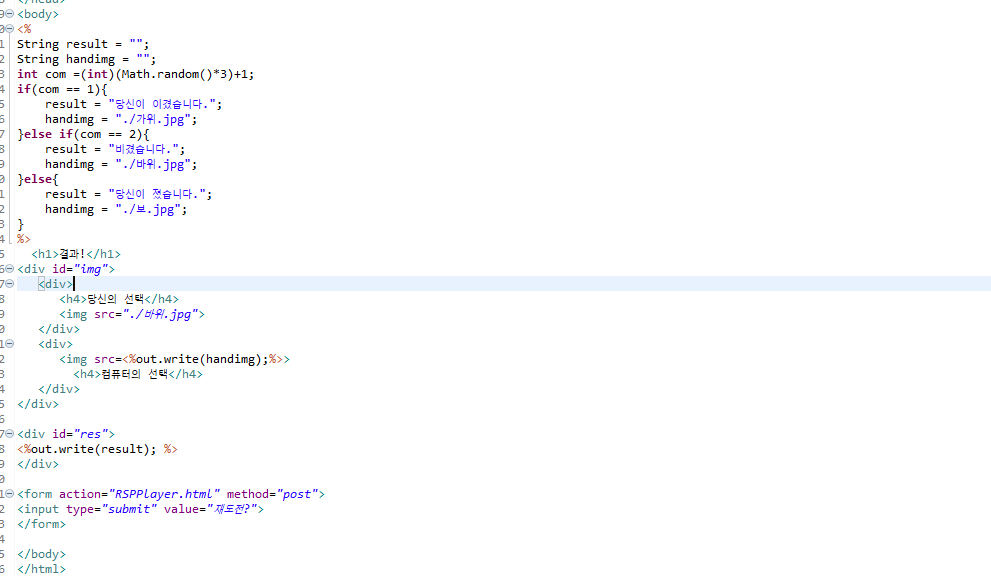 </head>
<body>
<%
String result = "";
String handimg = "";
int com =(int)(Math.random()*3)+1;
if(com == 1){
    result = "당신이 이겼습니다.";
    handimg = "./가위.jpg";
}else if(com == 2){
    result = "비겼습니다.";
    handimg = "./바위.jpg";
}else{
    result = "당신이 졌습니다.";
    handimg = "./보.jpg";
}
%>
  <h1>결과!</h1>
<div id="img">
   <div>
      <h4>당신의 선택</h4>
      <img src="./바위.jpg">
   </div>
   <div>
      <img src=<%out.write(handimg);%>>
        <h4>컴퓨터의 선택</h4>
   </div>
</div>
<div id="res">
<%out.write(result); %>
</div>
<form action="RSPPlayer.html" method="post">
<input type="submit" value="재도전?">
</form>
</body>
</html>